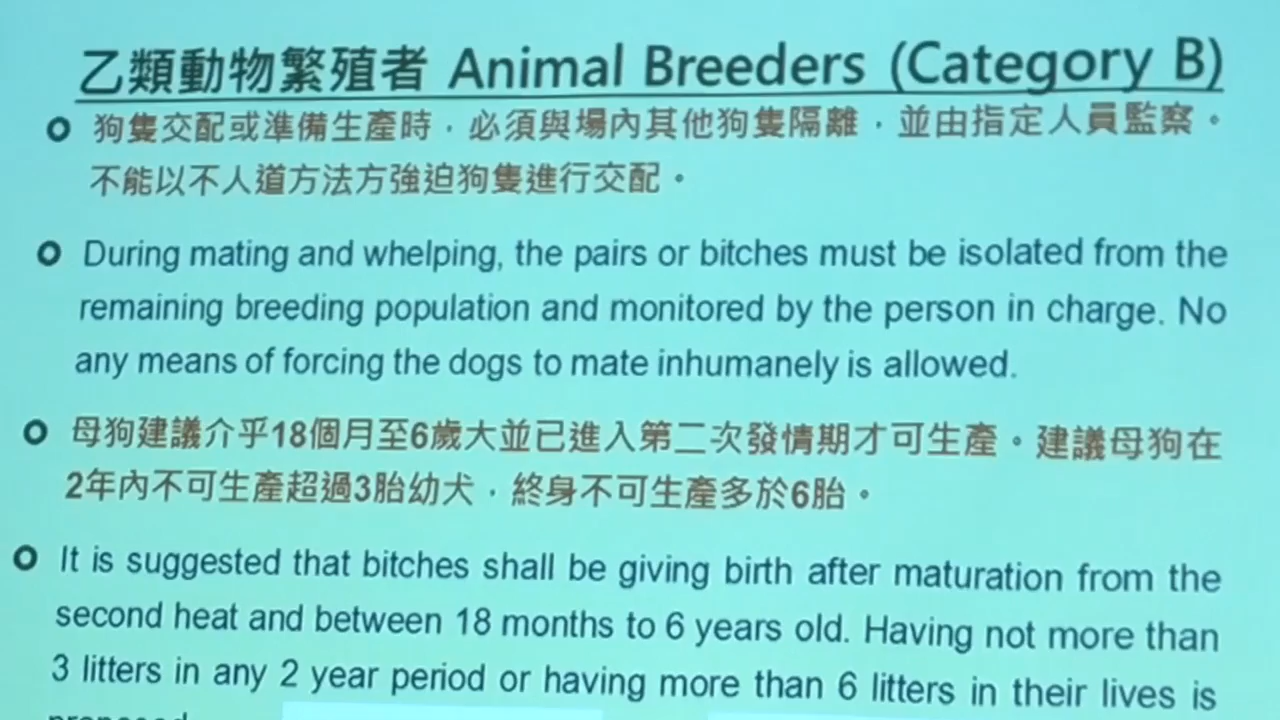 乙類動物繁殖者 Animal Breeders (Category B)
狗隻交配或準備生產時，必須與場內其他狗隻隔離，並由指定人員監察。
不能以不人道方法方強迫狗隻進行交配。
During mating and whelping, the pairs or bitches must be isolated from the
remaining breeding population and monitored by the person in charge. No
any means of forcing the dogs to mate inhumanely is allowed.
母狗建議介乎18個月至6歲大並已進入第二次發情期才可生產。建議母狗在
2年內不可生產超過3胎幼犬，終身不可生產多於6胎。
It is suggested that bitches shall be giving birth after maturation from the
second heat and between 18 months to 6 years old. Having not more than
3 litters in any 2 year period or having more than 6 litters in their lives is